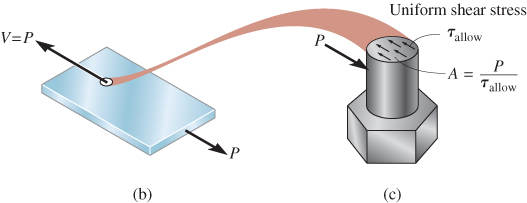 Uniform shear stress
τallow
V=P
P
A = P/τallow
P
(b)
(c)